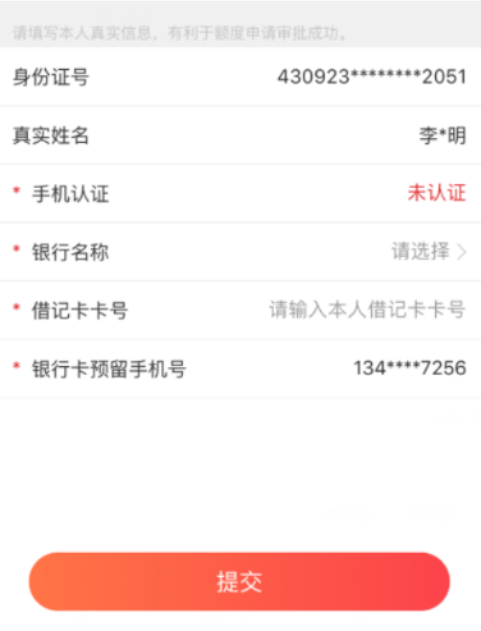 请填写本人真实信息，有利于额度申请审批成功。
身份证号 430923********2051
真实姓名 李*明
* 手机认证 未认证
* 银行名称 请选择 >
* 借记卡卡号 请输入本人借记卡卡号
* 银行卡预留手机号 134****7256
提交